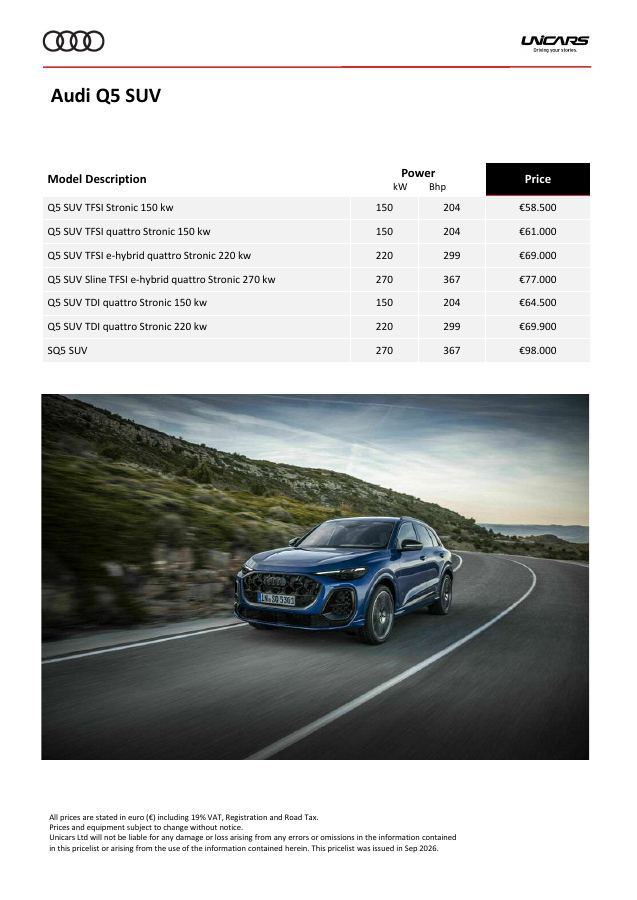 UNICARS
Driving your stories.
Audi Q5 SUV
Model Description Power Price
kW Bhp
Q5 SUV TFSI Stronic 150 kw 150 204 €58.500
Q5 SUV TFSI quattro Stronic 150 kw 150 204 €61.000
Q5 SUV TFSI e-hybrid quattro Stronic 220 kw 220 299 €69.000
Q5 SUV Sline TFSI e-hybrid quattro Stronic 270 kw 270 367 €77.000
Q5 SUV TDI quattro Stronic 150 kw 150 204 €64.500
Q5 SUV TDI quattro Stronic 220 kw 220 299 €69.900
SQ5 SUV 270 367 €98.000
IN SQ 5361
All prices are stated in euro (€) including 19% VAT, Registration and Road Tax.
Prices and equipment subject to change without notice.
Unicars Ltd will not be liable for any damage or loss arising from any errors or omissions in the information contained
in this pricelist or arising from the use of the information contained herein. This pricelist was issued in Sep 2026.